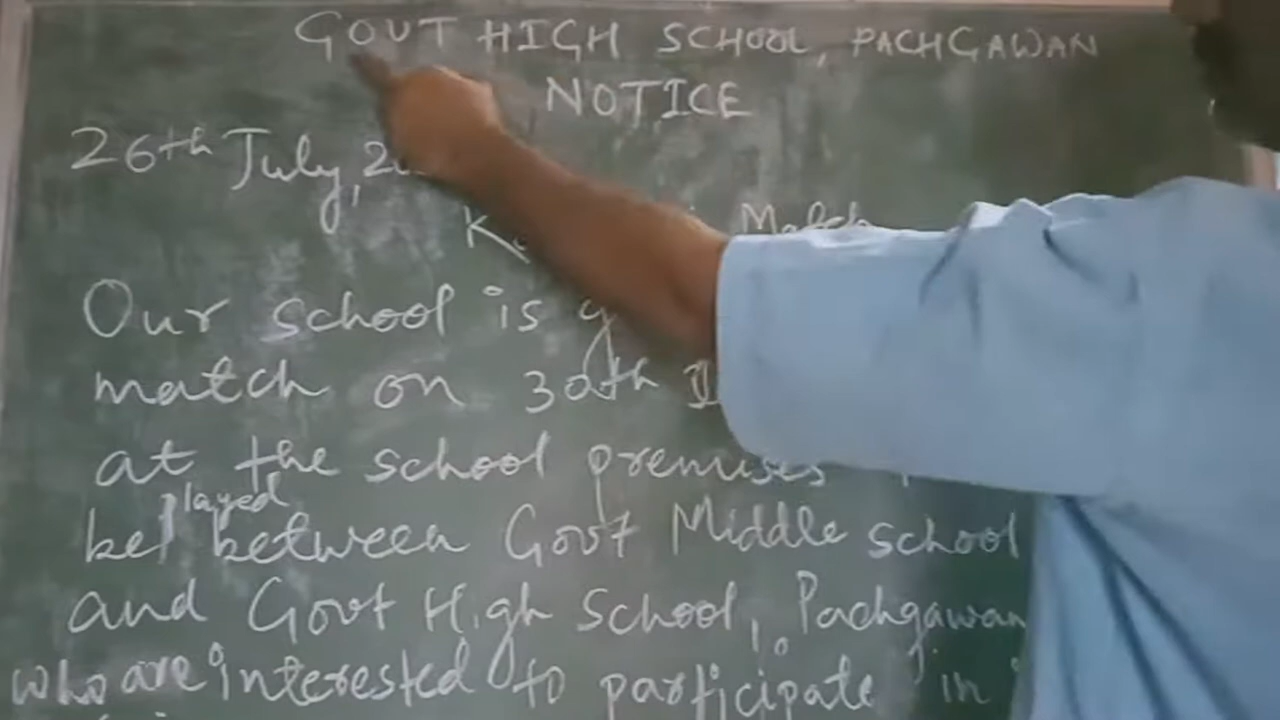 GOVT HIGH SCHOOL, PACHGAWAN
NOTICE
26th July,
Match
Our school is
match on 30th
at the school premises
played
be between Govt Middle school
and Govt High School, Pachgawan
who are interested to participate in